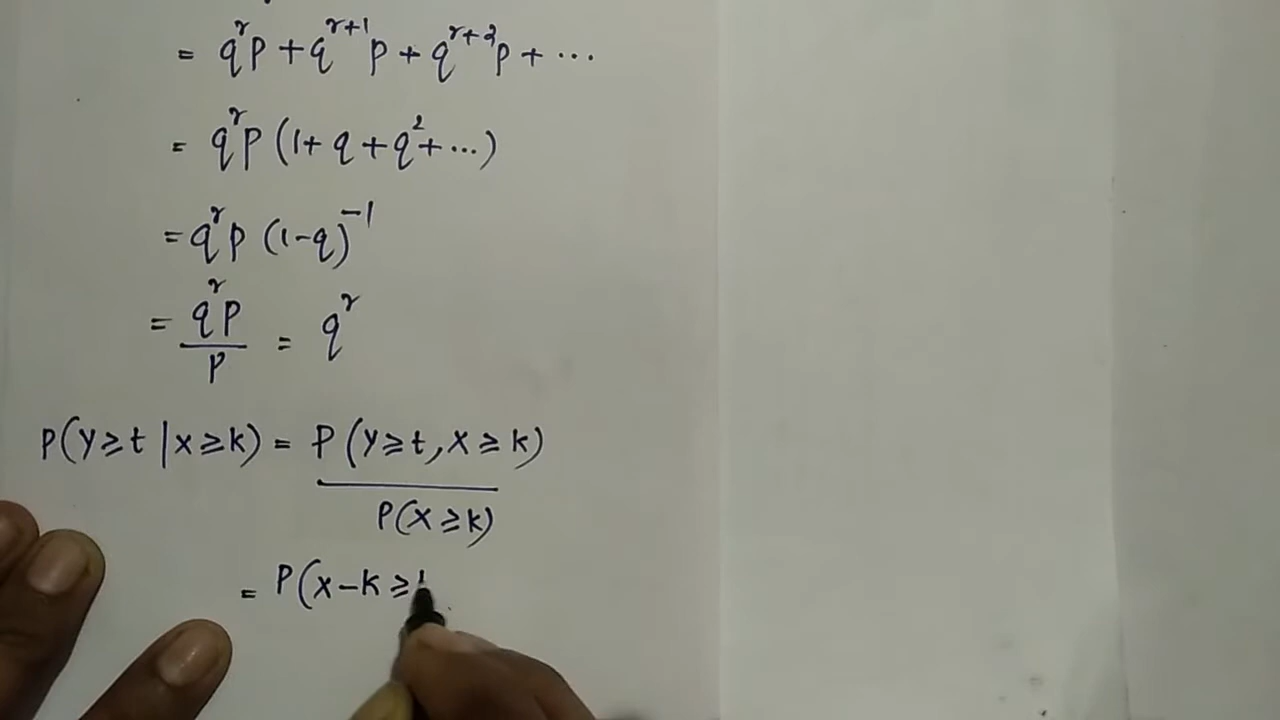 = q^r p + q^{r+1} p + q^{r+2} p + ...
= q^r p (1 + q + q^2 + ...)
= q^r p (1-q)^{-1}
= q^r p / p = q^r
P(Y≥t | X≥k) = P(Y≥t, X≥k) / P(X≥k)
= P(X-k≥